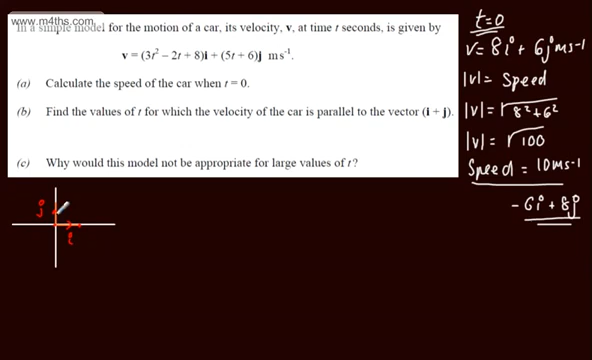 www.m4ths.com
In a simple model for the motion of a car, its velocity, v, at time t seconds, is given by
v = (3t² − 2t + 8)i + (5t + 6)j ms⁻¹.
(a) Calculate the speed of the car when t = 0.
(b) Find the values of t for which the velocity of the car is parallel to the vector (i + j).
(c) Why would this model not be appropriate for large values of t?
t=0
v = 8i + 6j ms-1
|v| = Speed
|v| = √8²+6²
|v| = √100
Speed = 10ms-1
- 6i + 8j
j
i